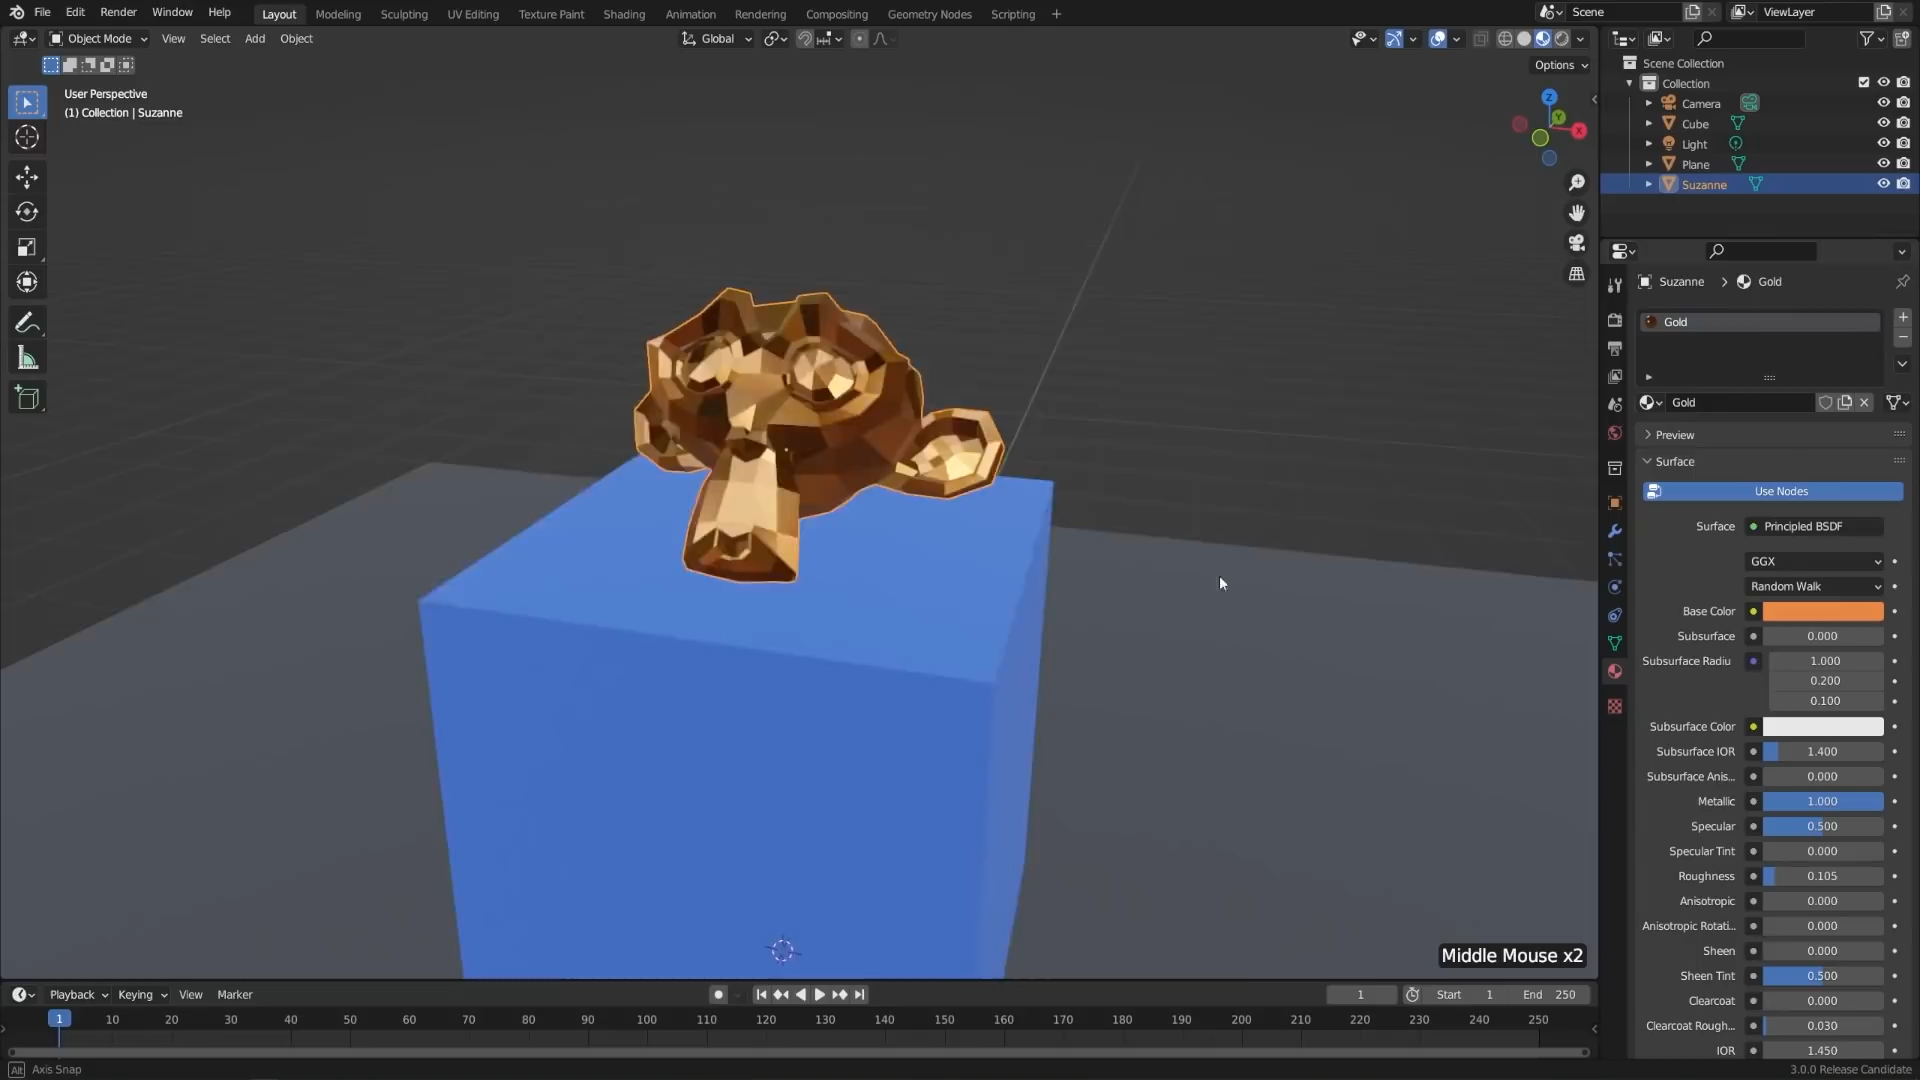 File Edit Render Window Help Layout Modeling Sculpting UV Editing Texture Paint Shading Animation Rendering Compositing Geometry Nodes Scripting + Scene ViewLayer
Object Mode View Select Add Object Global
Options
User Perspective
(1) Collection | Suzanne
Z
Y
X
Middle Mouse x2
Scene Collection
Collection
Camera
Cube
Light
Plane
Suzanne
Suzanne > Gold
Gold
Gold
Preview
Surface
Use Nodes
Surface Principled BSDF
GGX
Random Walk
Base Color
Subsurface 0.000
Subsurface Radiu 1.000
0.200
0.100
Subsurface Color
Subsurface IOR 1.400
Subsurface Anis... 0.000
Metallic 1.000
Specular 0.500
Specular Tint 0.000
Roughness 0.105
Anisotropic 0.000
Anisotropic Rotati... 0.000
Sheen 0.000
Sheen Tint 0.500
Clearcoat 0.000
Clearcoat Rough... 0.030
IOR 1.450
Playback Keying View Marker 1 Start 1 End 250
1 10 20 30 40 50 60 70 80 90 100 110 120 130 140 150 160 170 180 190 200 210 220 230 240 250
Alt Axis Snap 3.0.0 Release Candidate